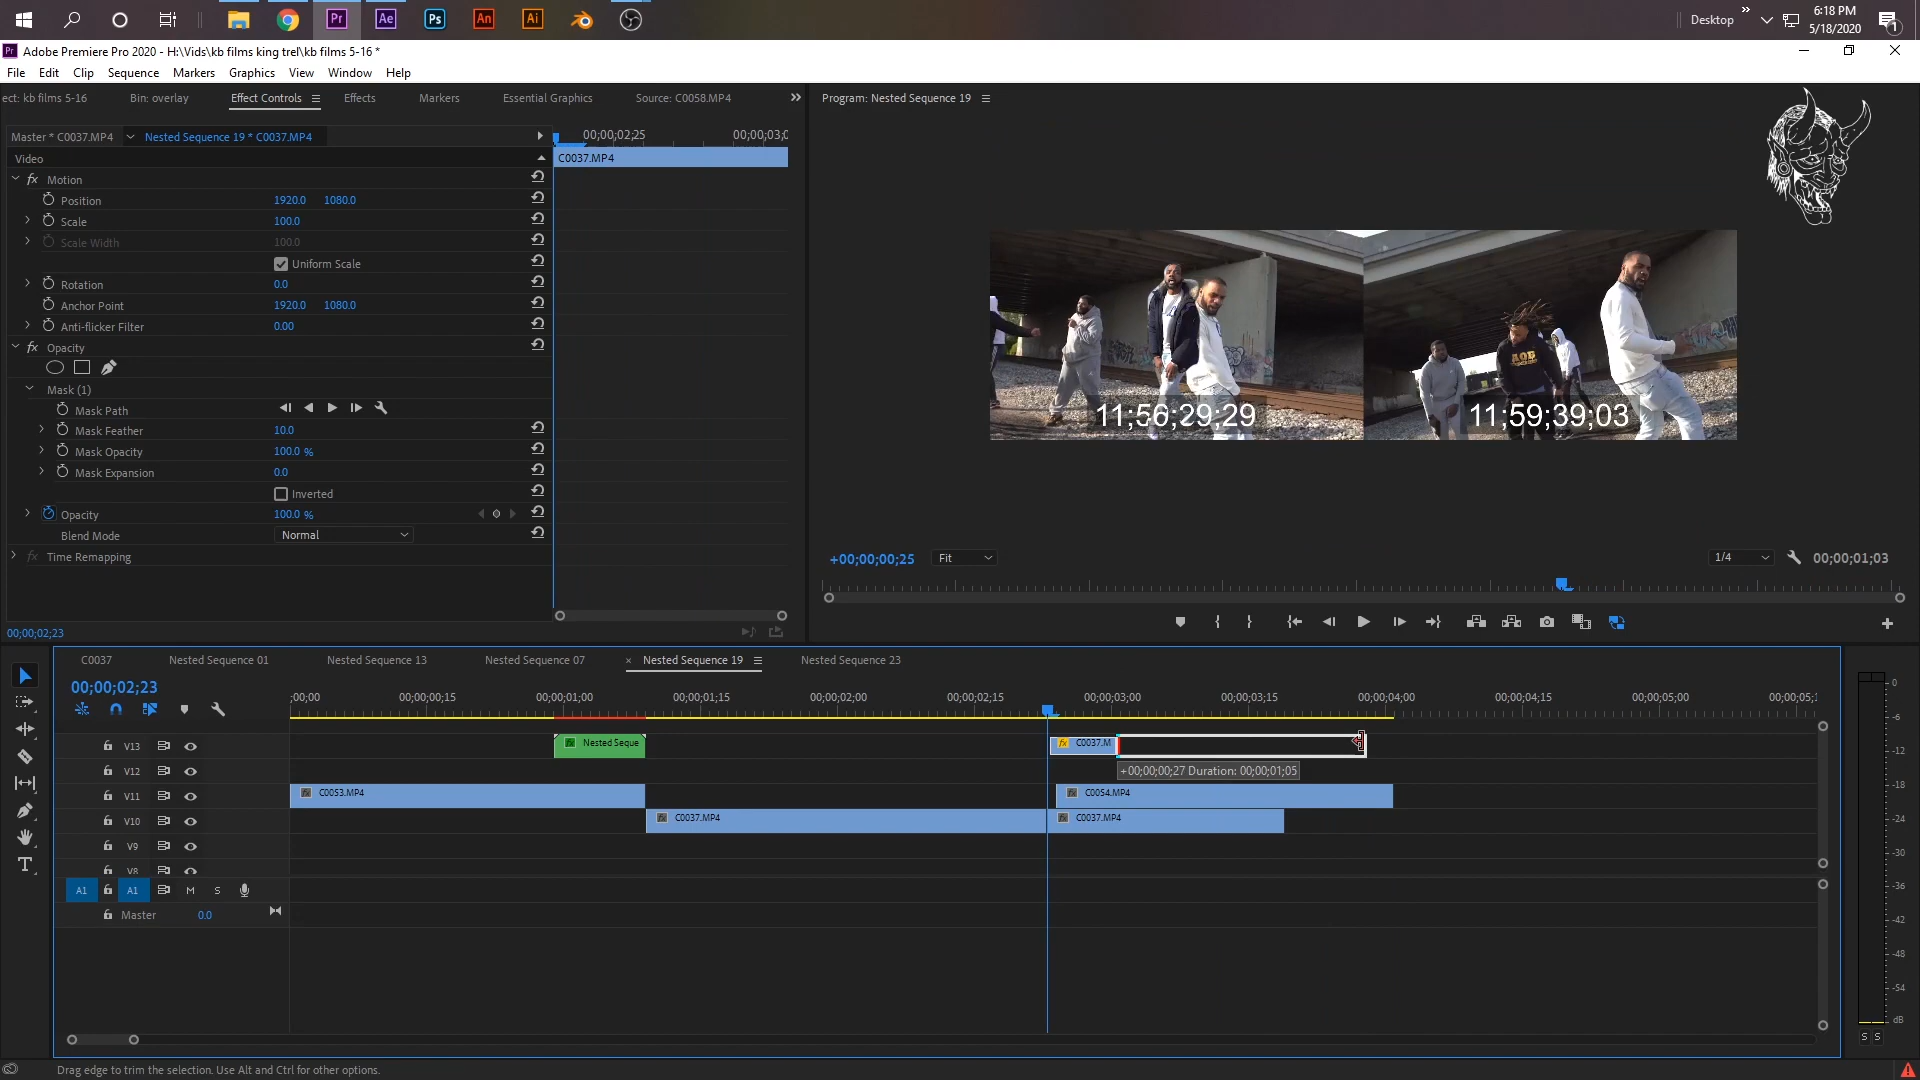 Pr
Ae
Ps
An
Ai
Desktop
6:18 PM
5/18/2020
1
Adobe Premiere Pro 2020 - H:\Vids\kb films king trel\kb films 5-16 *
File Edit Clip Sequence Markers Graphics View Window Help
ect: kb films 5-16 Bin: overlay Effect Controls Effects Markers Essential Graphics Source: C0058.MP4
Program: Nested Sequence 19
Master * C0037.MP4 Nested Sequence 19 * C0037.MP4
00;00;02;25 00;00;03;0
Video
C0037.MP4
fx Motion
Position 1920.0 1080.0
Scale 100.0
Scale Width 100.0
Uniform Scale
Rotation 0.0
Anchor Point 1920.0 1080.0
Anti-flicker Filter 0.00
fx Opacity
Mask (1)
Mask Path
Mask Feather 10.0
Mask Opacity 100.0 %
Mask Expansion 0.0
Inverted
Opacity 100.0 %
Blend Mode Normal
fx Time Remapping
00;00;02;23
11;56;29;29
11;59;39;03
+00;00;00;25 Fit 1/4 00;00;01;03
C0037 Nested Sequence 01 Nested Sequence 13 Nested Sequence 07 × Nested Sequence 19 Nested Sequence 23
00;00;02;23
;00;00 00;00;00;15 00;00;01;00 00;00;01;15 00;00;02;00 00;00;02;15 00;00;03;00 00;00;03;15 00;00;04;00 00;00;04;15 00;00;05;00 00;00;05;1
V13 fx Nested Seque fx C0037.M
V12 +00;00;00;27 Duration: 00;00;01;05
V11 fx C0053.MP4 fx C0054.MP4
V10 fx C0037.MP4 fx C0037.MP4
V9
V8
A1 A1 M S
Master 0.0
0
-6
-12
-18
-24
-30
-36
-42
-48
-54
dB
S S
Drag edge to trim the selection. Use Alt and Ctrl for other options.